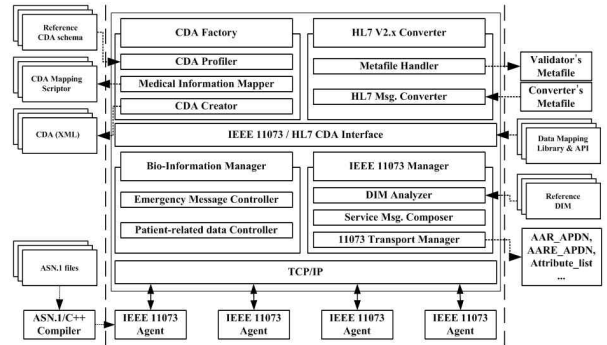 Reference
CDA schema
CDA Mapping
Scriptor
CDA (XML)
ASN.1 files
ASN.1/C++
Compiler
CDA Factory
CDA Profiler
Medical Information Mapper
CDA Creator
HL7 V2.x Converter
Metafile Handler
HL7 Msg. Converter
IEEE 11073 / HL7 CDA Interface
Bio-Information Manager
Emergency Message Controller
Patient-related data Controller
IEEE 11073 Manager
DIM Analyzer
Service Msg. Composer
11073 Transport Manager
TCP/IP
IEEE 11073
Agent
IEEE 11073
Agent
IEEE 11073
Agent
IEEE 11073
Agent
Validator's
Metafile
Converter's
Metafile
Data Mapping
Library & API
Reference
DIM
AAR_APDN,
AARE_APDN,
Attribute_list
...